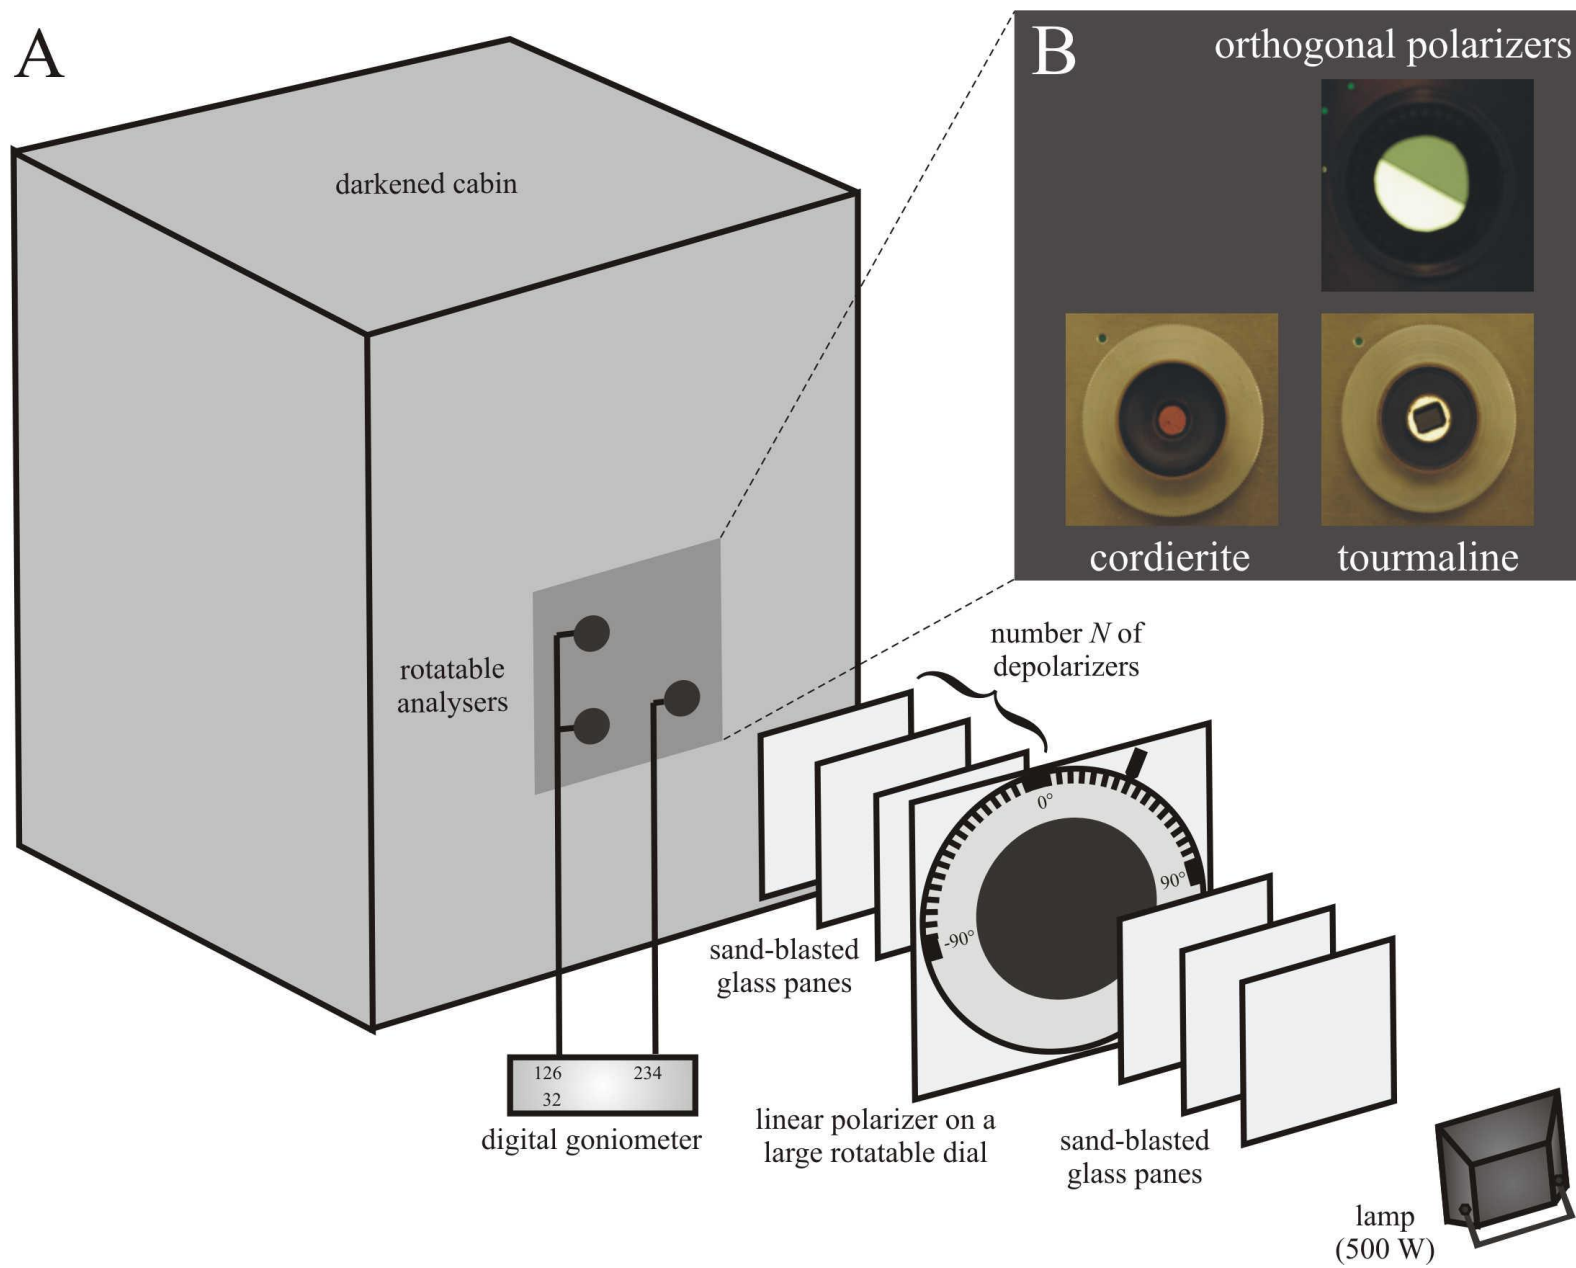 A
B
orthogonal polarizers
darkened cabin
cordierite
tourmaline
rotatable
analysers
number N of
depolarizers
0°
90°
-90°
sand-blasted
glass panes
126
234
32
digital goniometer
linear polarizer on a
large rotatable dial
sand-blasted
glass panes
lamp
(500 W)